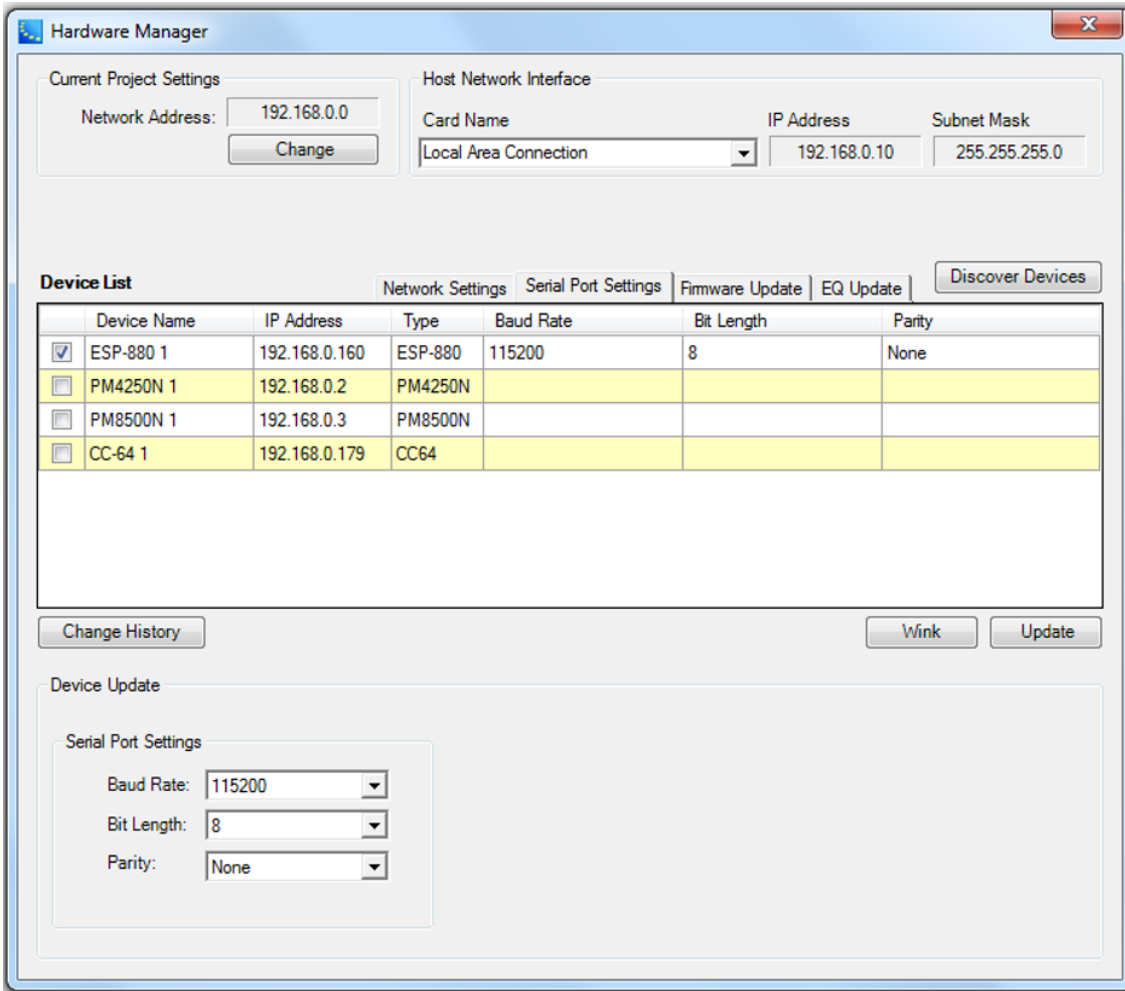 Hardware Manager
Current Project Settings
Network Address: 192.168.0.0
Change
Host Network Interface
Card Name IP Address Subnet Mask
Local Area Connection 192.168.0.10 255.255.255.0
Device List Network Settings Serial Port Settings Firmware Update EQ Update Discover Devices
Device Name IP Address Type Baud Rate Bit Length Parity
ESP-880 1 192.168.0.160 ESP-880 115200 8 None
PM4250N 1 192.168.0.2 PM4250N
PM8500N 1 192.168.0.3 PM8500N
CC-64 1 192.168.0.179 CC64
Change History Wink Update
Device Update
Serial Port Settings
Baud Rate: 115200
Bit Length: 8
Parity: None